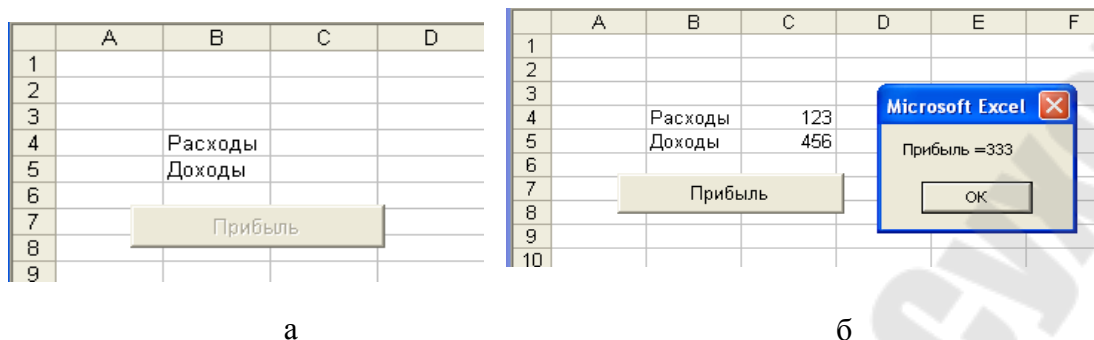 A B C D
1
2
3
4 Расходы
5 Доходы
6
7 Прибыль
8
9
а
A B C D E F
1
2
3
4 Расходы 123
5 Доходы 456
6
7 Прибыль
8
9
10
Microsoft Excel
Прибыль =333
ОК
б